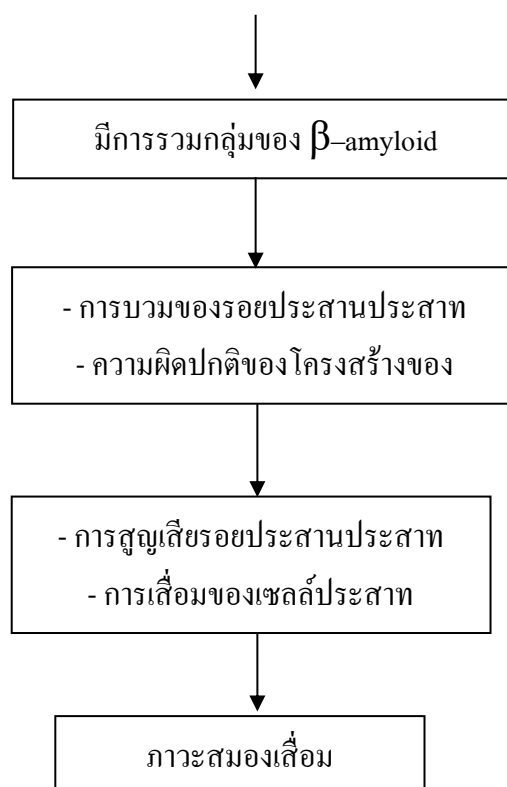 มีการรวมกลุ่มของ β–amyloid
- การบวมของรอยประสานประสาท
- ความผิดปกติของโครงสร้างของ
- การสูญเสียรอยประสานประสาท
- การเสื่อมของเซลล์ประสาท
ภาวะสมองเสื่อม